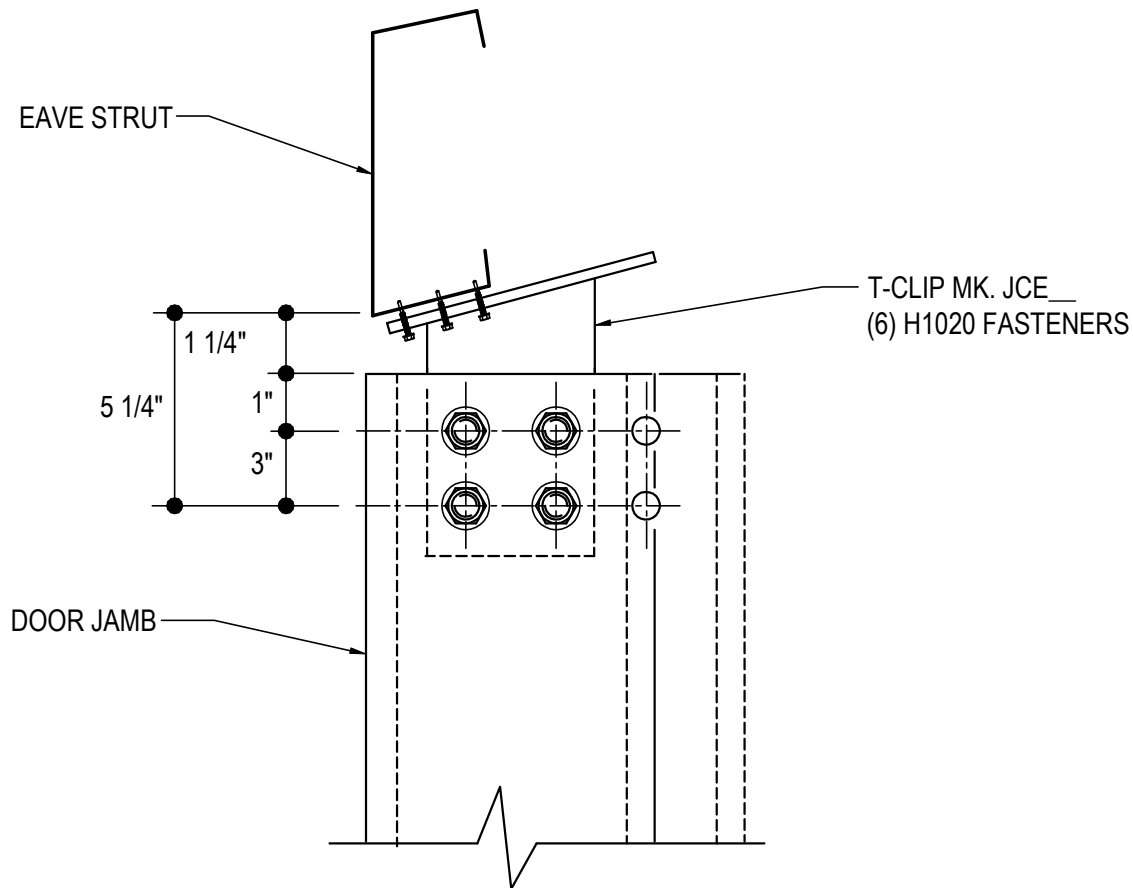 EAVE STRUT
T-CLIP MK. JCE__
(6) H1020 FASTENERS
1 1/4"
5 1/4"
1"
3"
DOOR JAMB